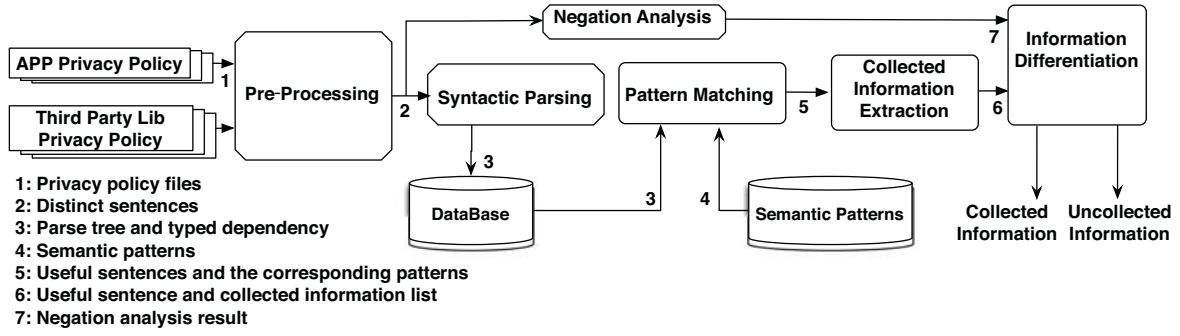 APP Privacy Policy
1
Third Party Lib
Privacy Policy
Pre-Processing
2
Negation Analysis
7
Syntactic Parsing
3
DataBase
3
Pattern Matching
4
Semantic Patterns
5
Collected
Information
Extraction
6
Information
Differentiation
Collected
Information
Uncollected
Information
1: Privacy policy files
2: Distinct sentences
3: Parse tree and typed dependency
4: Semantic patterns
5: Useful sentences and the corresponding patterns
6: Useful sentence and collected information list
7: Negation analysis result